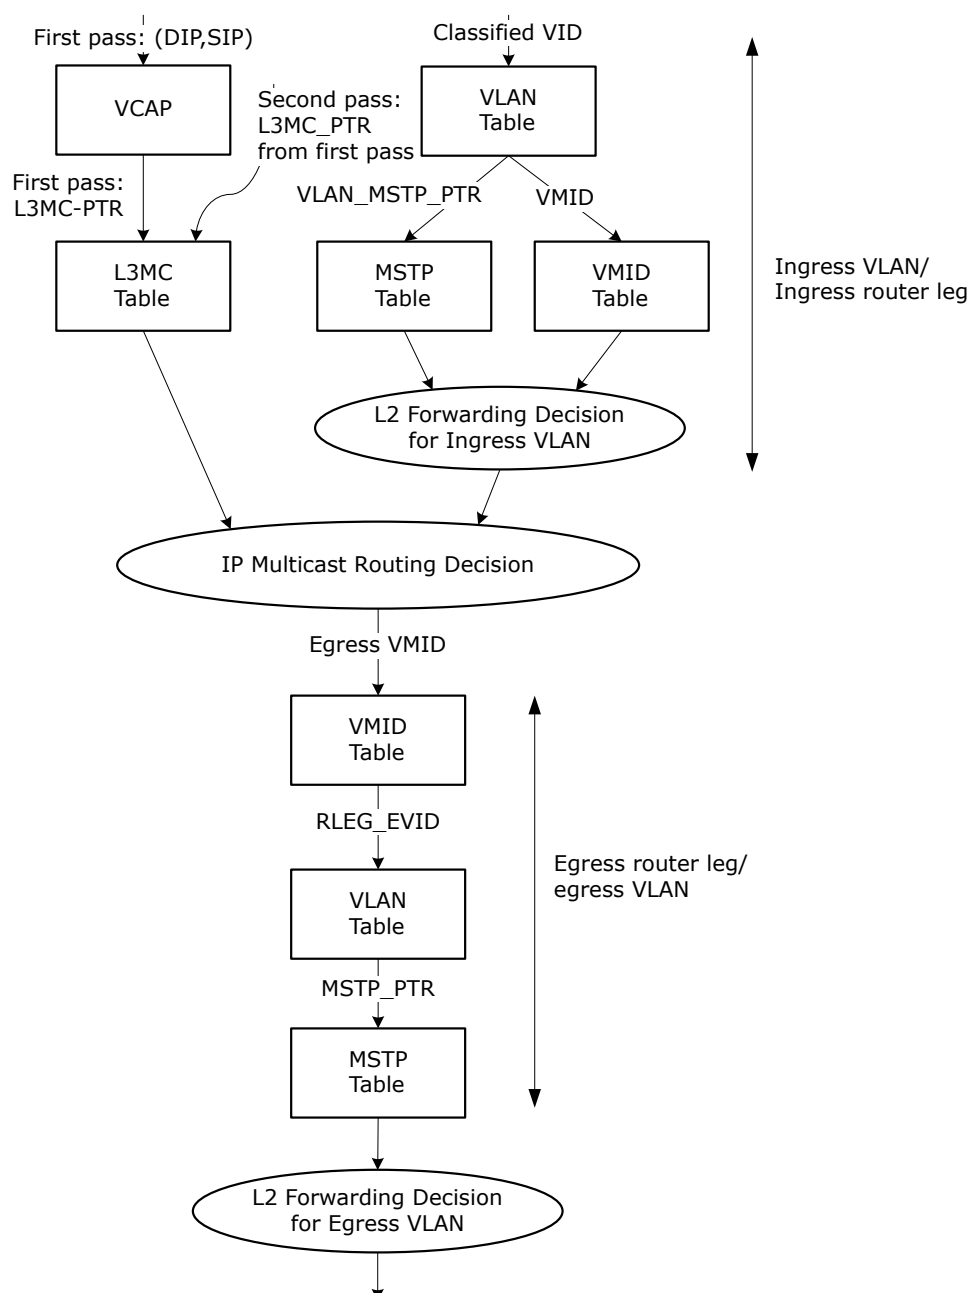 First pass: (DIP,SIP)
Classified VID
VCAP
Second pass:
L3MC_PTR
from first pass
VLAN
Table
First pass:
L3MC-PTR
VLAN_MSTP_PTR
VMID
L3MC
Table
MSTP
Table
VMID
Table
Ingress VLAN/
Ingress router leg
L2 Forwarding Decision
for Ingress VLAN
IP Multicast Routing Decision
Egress VMID
VMID
Table
RLEG_EVID
Egress router leg/
egress VLAN
VLAN
Table
MSTP_PTR
MSTP
Table
L2 Forwarding Decision
for Egress VLAN